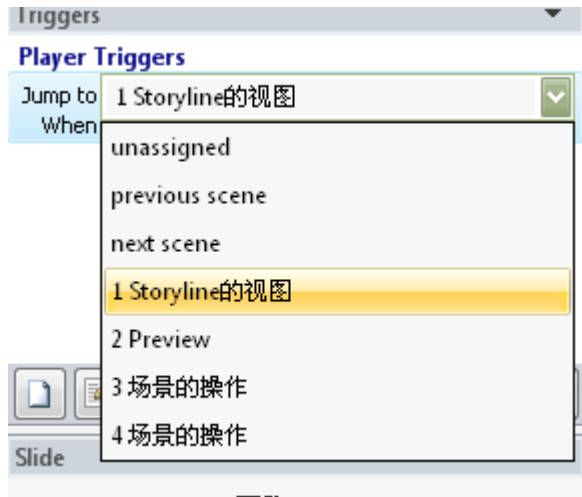 Triggers
Player Triggers
Jump to 1 Storyline的视图
When
unassigned
previous scene
next scene
1 Storyline的视图
2 Preview
3 场景的操作
4 场景的操作
Slide